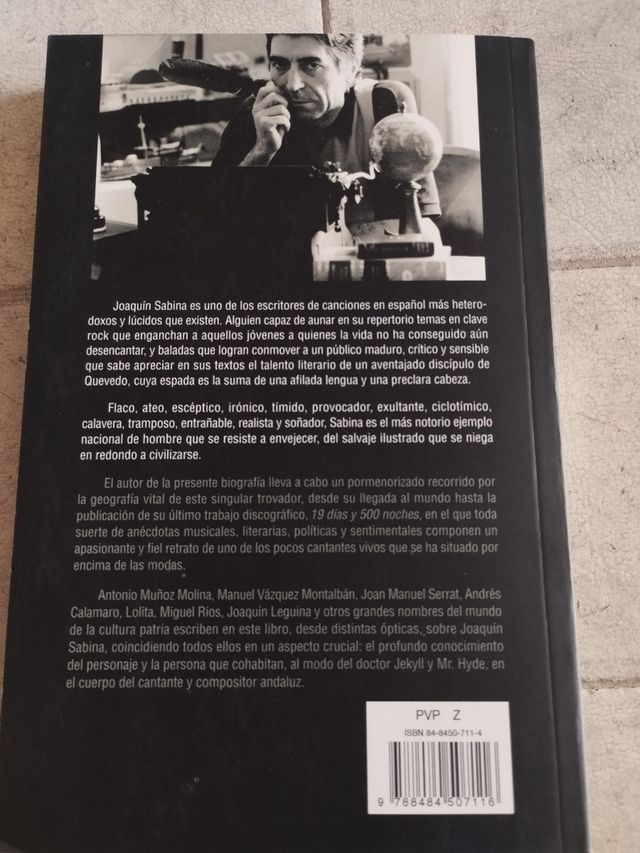 Joaquín Sabina es uno de los escritores de canciones en español más hetero-
doxos y lúcidos que existen. Alguien capaz de aunar en su repertorio temas en clave
rock que enganchan a aquellos jóvenes a quienes la vida no ha conseguido aún
desencantar, y baladas que logran conmover a un público maduro, crítico y sensible
que sabe apreciar en sus textos el talento literario de un aventajado discípulo de
Quevedo, cuya espada es la suma de una afilada lengua y una preclara cabeza.
Flaco, ateo, escéptico, irónico, tímido, provocador, exultante, ciclotímico,
calavera, tramposo, entrañable, realista y soñador, Sabina es el más notorio ejemplo
nacional de hombre que se resiste a envejecer, del salvaje ilustrado que se niega
en redondo a civilizarse.
El autor de la presente biografía lleva a cabo un pormenorizado recorrido por
la geografía vital de este singular trovador, desde su llegada al mundo hasta la
publicación de su último trabajo discográfico, 19 días y 500 noches, en el que toda
suerte de anécdotas musicales, literarias, políticas y sentimentales componen un
apasionante y fiel retrato de uno de los pocos cantantes vivos que se ha situado por
encima de las modas.
Antonio Muñoz Molina, Manuel Vázquez Montalbán, Joan Manuel Serrat, Andrés
Calamaro, Lolita, Miguel Ríos, Joaquín Leguina y otros grandes nombres del mundo
de la cultura patria escriben en este libro, desde distintas ópticas, sobre Joaquín
Sabina, coincidiendo todos ellos en un aspecto crucial: el profundo conocimiento
del personaje y la persona que cohabitan, al modo del doctor Jekyll y Mr. Hyde, en
el cuerpo del cantante y compositor andaluz.
PVP Z
ISBN 84-8450-711-4
9 788484 507116